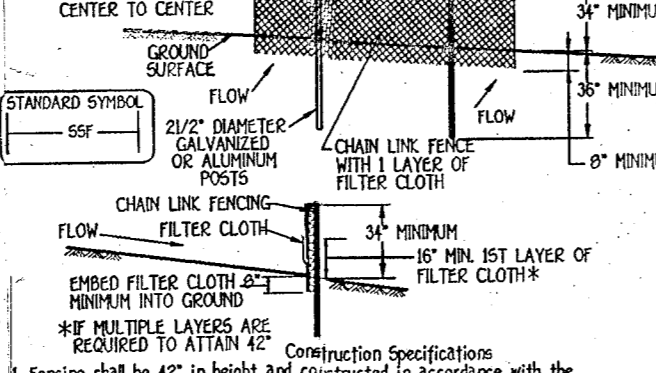 CENTER TO CENTER
34" MINIMU
GROUND
SURFACE
FLOW
36" MINIMU
STANDARD SYMBOL
SSF
FLOW
21/2" DIAMETER
GALVANIZED
OR ALUMINUM
POSTS
CHAIN LINK FENCE
WITH 1 LAYER OF
FILTER CLOTH
8" MINIM
CHAIN LINK FENCING
FLOW
FILTER CLOTH
34" MINIMUM
16" MIN. 1ST LAYER OF
FILTER CLOTH*
EMBED FILTER CLOTH 8"
MINIMUM INTO GROUND
*IF MULTIPLE LAYERS ARE
REQUIRED TO ATTAIN 42"
Construction Specifications
1. Fencing shall be 42" in height and constructed in accordance with the